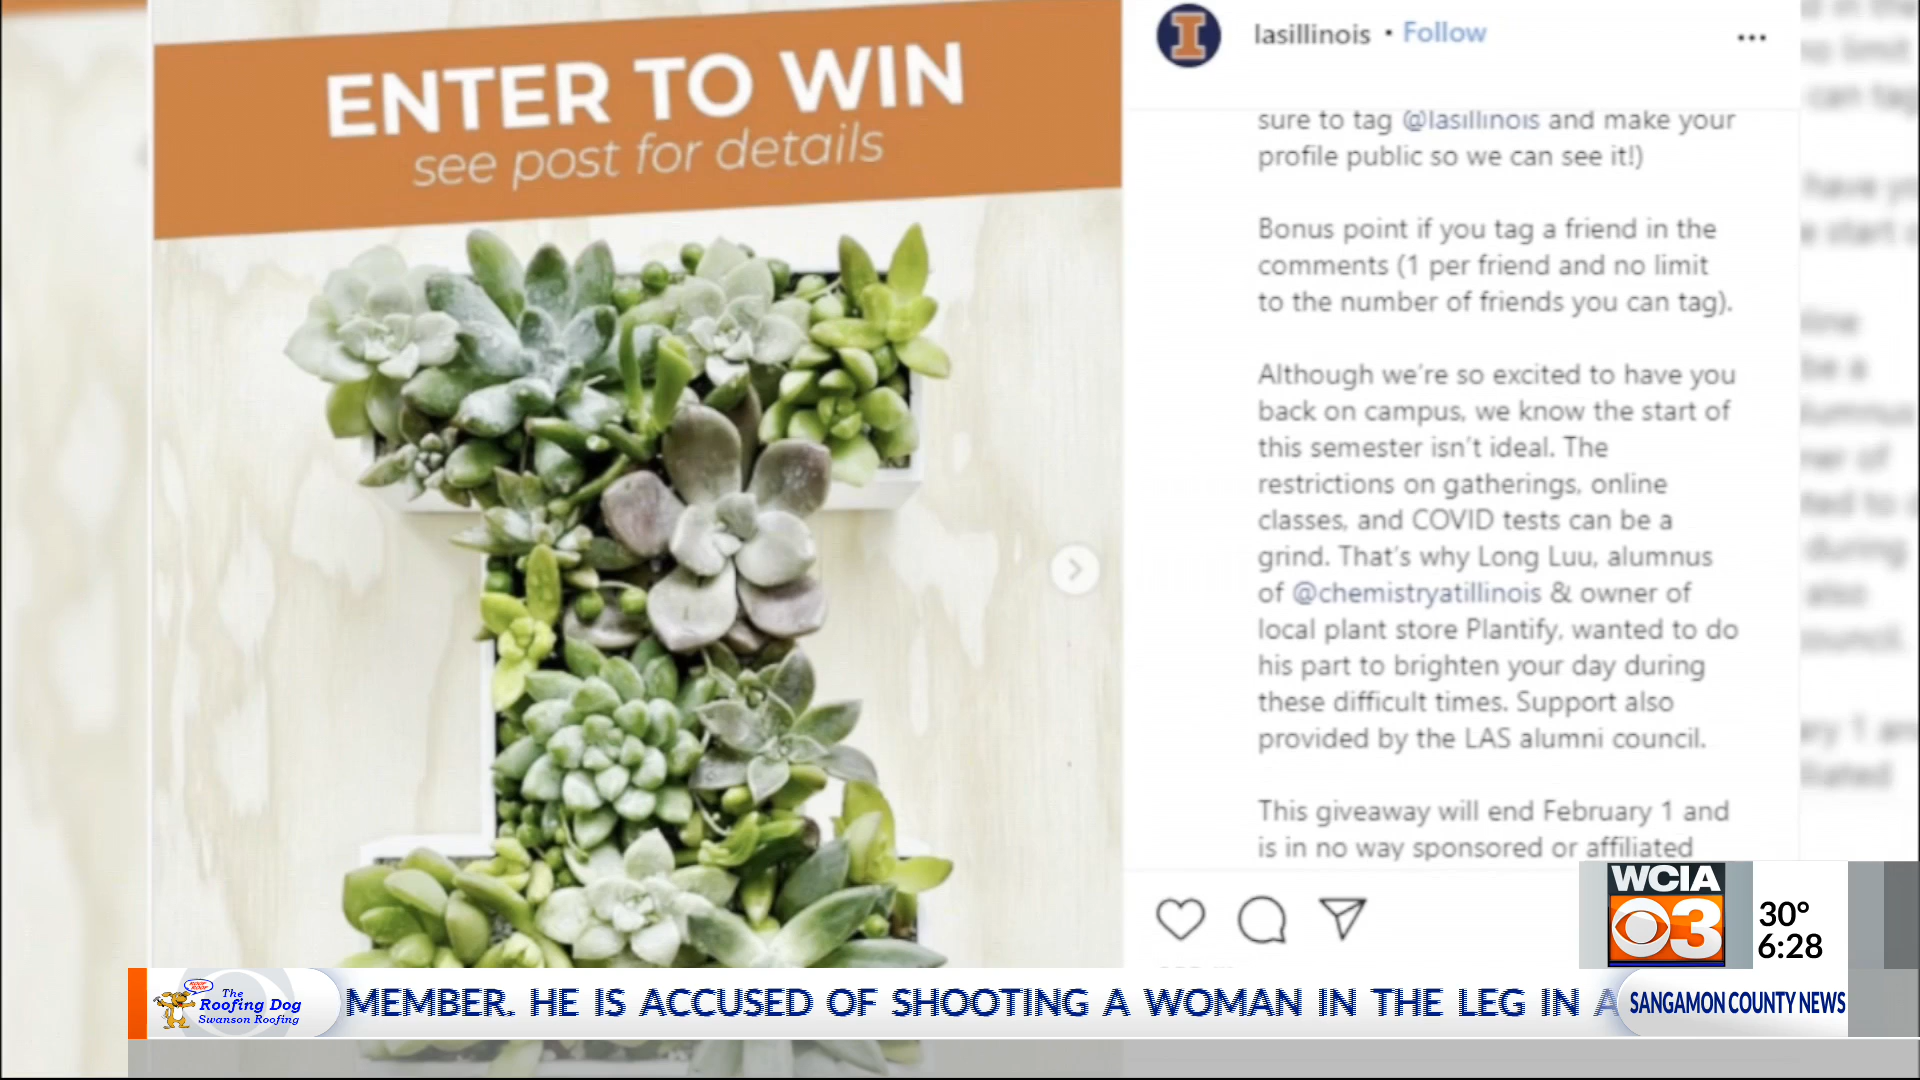 ENTER TO WIN
see post for details
lasillinois • Follow
sure to tag @lasillinois and make your
profile public so we can see it!)
Bonus point if you tag a friend in the
comments (1 per friend and no limit
to the number of friends you can tag).
Although we're so excited to have you
back on campus, we know the start of
this semester isn't ideal. The
restrictions on gatherings, online
classes, and COVID tests can be a
grind. That's why Long Luu, alumnus
of @chemistryatillinois & owner of
local plant store Plantify, wanted to do
his part to brighten your day during
these difficult times. Support also
provided by the LAS alumni council.
This giveaway will end February 1 and
is in no way sponsored or affiliated
WCIA
3
30°
6:28
The
Roofing Dog
Swanson Roofing
MEMBER. HE IS ACCUSED OF SHOOTING A WOMAN IN THE LEG IN A
SANGAMON COUNTY NEWS